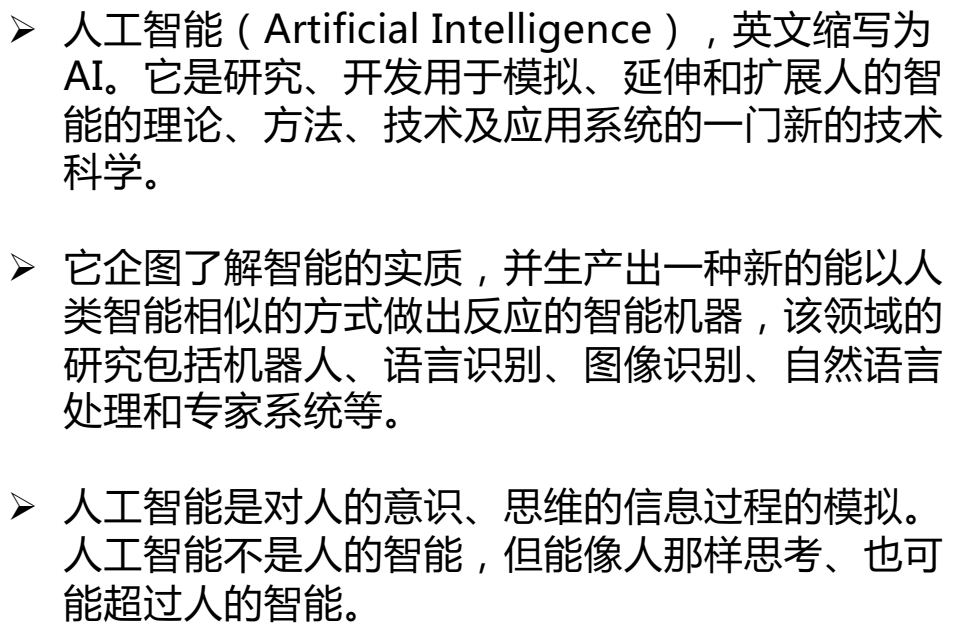 ➢ 人工智能（Artificial Intelligence），英文缩写为
AI。它是研究、开发用于模拟、延伸和扩展人的智
能的理论、方法、技术及应用系统的一门新的技术
科学。
➢ 它企图了解智能的实质，并生产出一种新的能以人
类智能相似的方式做出反应的智能机器，该领域的
研究包括机器人、语言识别、图像识别、自然语言
处理和专家系统等。
➢ 人工智能是对人的意识、思维的信息过程的模拟。
人工智能不是人的智能，但能像人那样思考、也可
能超过人的智能。